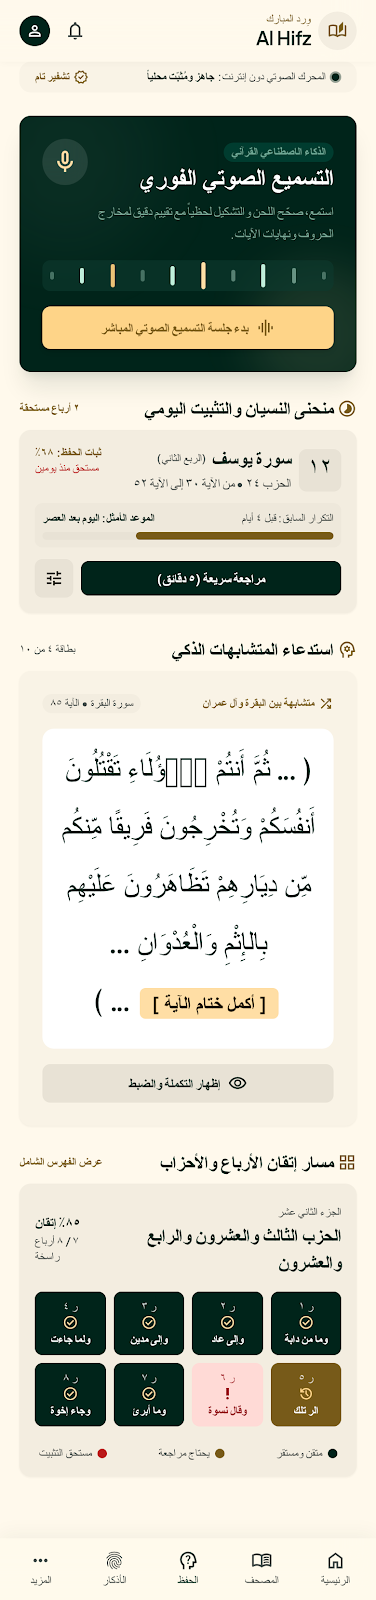 وِرد المبارك
Al Hifz
المحرك الصوتي دون إنترنت: جاهز ومُثبّت محلياً
تشفير تام
الذكاء الاصطناعي القرآني
التسميع الصوتي الفوري
استمع، صحّح اللحن والتشكيل لحظياً مع تقييم دقيق لمخارج
الحروف ونهايات الآيات.
بدء جلسة التسميع الصوتي المباشر
منحنى النسيان والتثبيت اليومي
٢ أرباع مستحقة
١٢
سورة يوسف (الربع الثاني)
الحزب ٢٤ • من الآية ٣٠ إلى الآية ٥٢
ثبات الحفظ: ٦٨٪
مستحق منذ يومين
التكرار السابق: قبل ٤ أيام
الموعد الأمثل: اليوم بعد العصر
مراجعة سريعة (٥ دقائق)
استدعاء المتشابهات الذكي
بطاقة ٤ من ١٠
متشابهة بين البقرة وآل عمران
سورة البقرة • الآية ٨٥
( ... ثُمَّ أَنتُمْ ؤُلَاءِ تَقْتُلُونَ
أَنفُسَكُمْ وَتُخْرِجُونَ فَرِيقًا مِّنكُم
مِّن دِيَارِهِمْ تَظَاهَرُونَ عَلَيْهِم
بِالْإِثْمِ وَالْعُدْوَانِ ...
[ أكمل ختام الآية ] ... )
إظهار التكملة والضبط
مسار إتقان الأرباع والأحزاب
عرض الفهرس الشامل
الجزء الثاني عشر
الحزب الثالث والعشرون والرابع
والعشرون
٨٥٪ إتقان
٨/٧ أرباع
راسخة
ر ١
وما من دابة
ر ٢
وإلى عاد
ر ٣
وإلى مدين
ر ٤
ولما جاءت
ر ٥
الر تلك
ر ٦
وقال نسوة
ر ٧
وما أبرئ
ر ٨
وجاء إخوة
متقن ومستقر
يحتاج مراجعة
مستحق التثبيت
الرئيسية
المصحف
الحفظ
الأذكار
المزيد